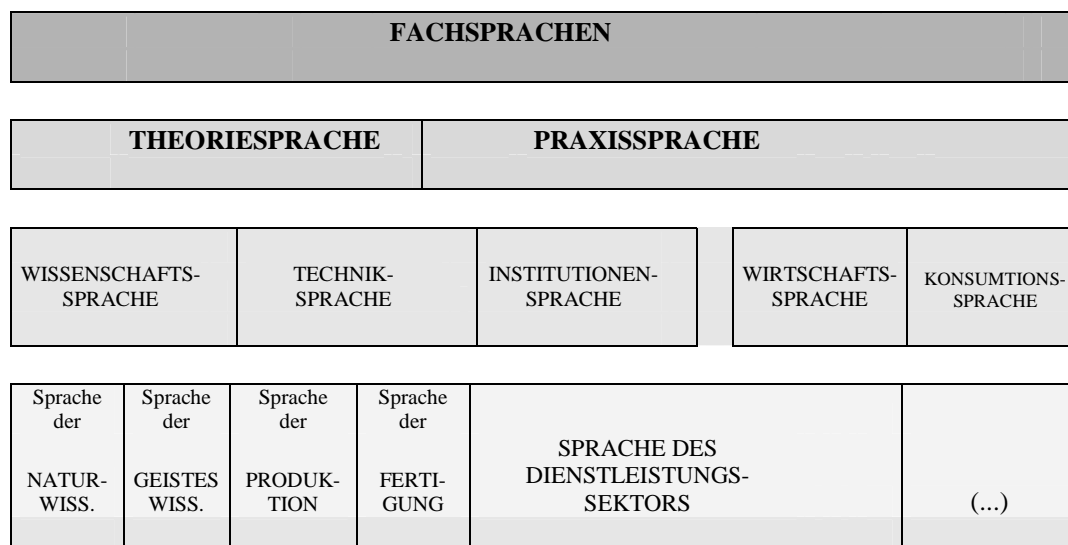 FACHSPRACHEN
THEORIESPRACHE
PRAXISSPRACHE
WISSENSCHAFTS-
SPRACHE
TECHNIK-
SPRACHE
INSTITUTIONEN-
SPRACHE
WIRTSCHAFTS-
SPRACHE
KONSUMTIONS-
SPRACHE
Sprache
der
NATUR-
WISS.
Sprache
der
GEISTES
WISS.
Sprache
der
PRODUK-
TION
Sprache
der
FERTI-
GUNG
SPRACHE DES
DIENSTLEISTUNGS-
SEKTORS
(...)